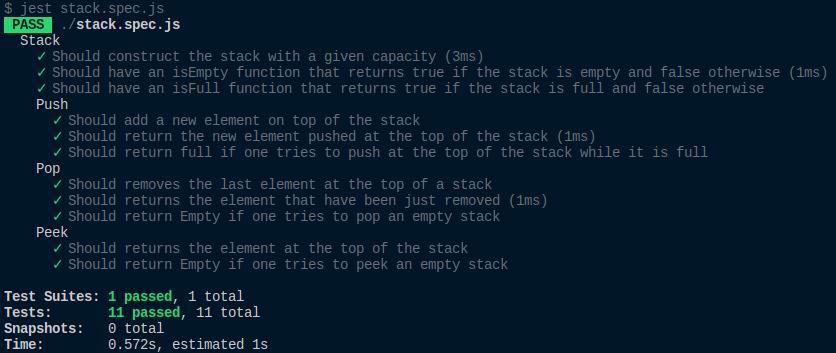 $ jest stack.spec.js
PASS ./stack.spec.js
Stack
✓ Should construct the stack with a given capacity (3ms)
✓ Should have an isEmpty function that returns true if the stack is empty and false otherwise (1ms)
✓ Should have an isFull function that returns true if the stack is full and false otherwise
Push
✓ Should add a new element on top of the stack
✓ Should return the new element pushed at the top of the stack (1ms)
✓ Should return full if one tries to push at the top of the stack while it is full
Pop
✓ Should removes the last element at the top of a stack
✓ Should returns the element that have been just removed (1ms)
✓ Should return Empty if one tries to pop an empty stack
Peek
✓ Should returns the element at the top of the stack
✓ Should return Empty if one tries to peek an empty stack
Test Suites: 1 passed, 1 total
Tests: 11 passed, 11 total
Snapshots: 0 total
Time: 0.572s, estimated 1s